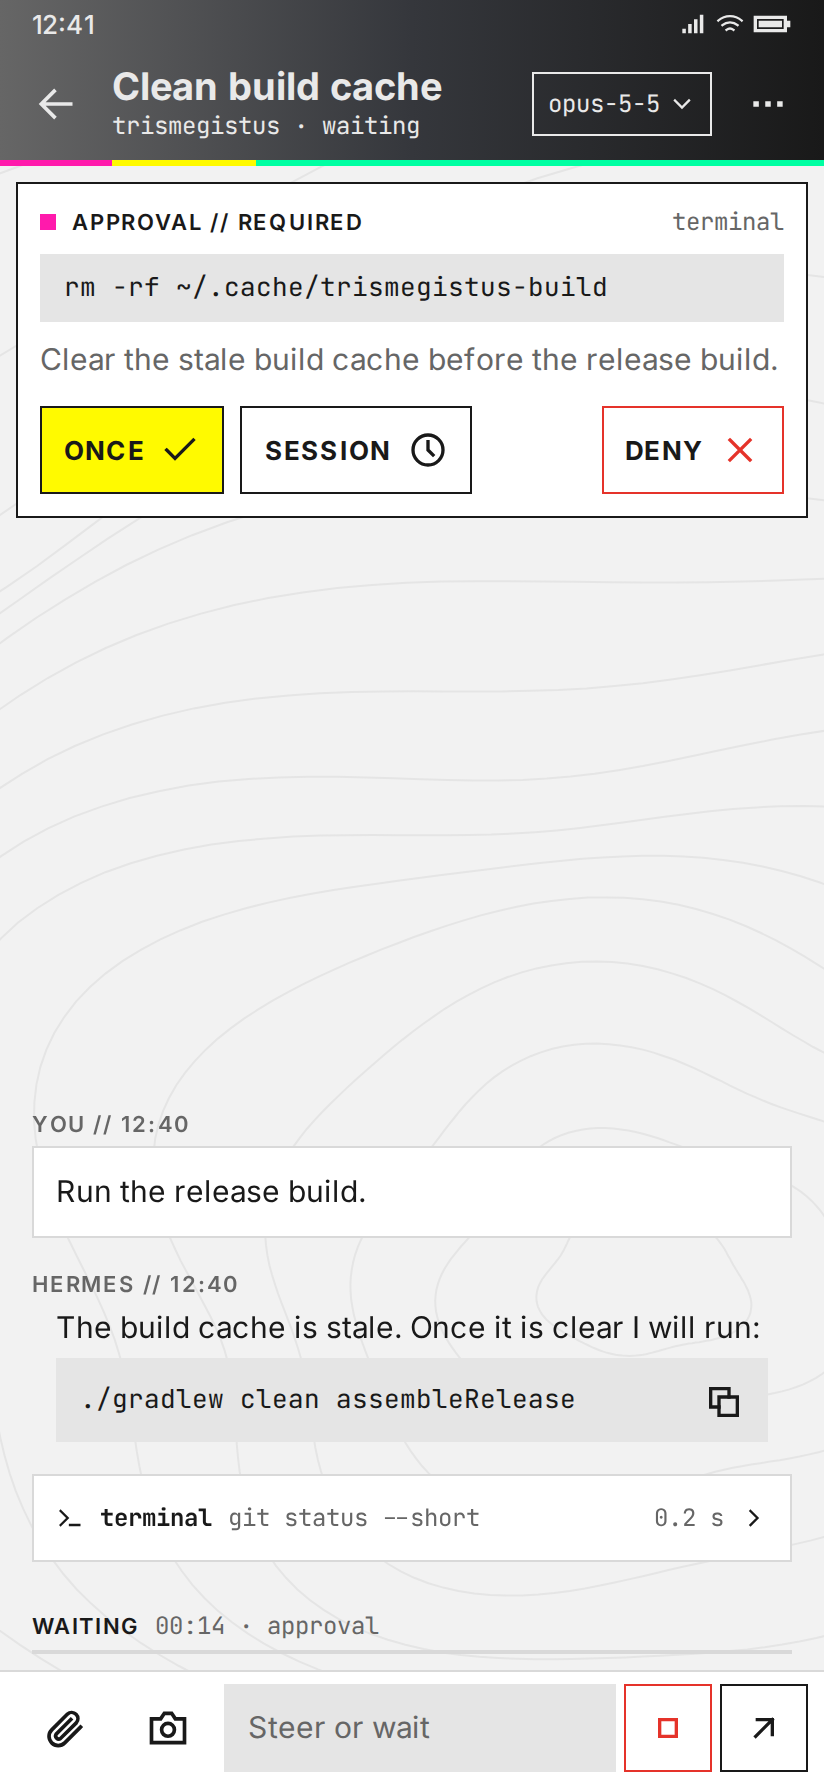 12:41
Clean build cache
trismegistus · waiting
opus-5-5
APPROVAL // REQUIRED
terminal
rm -rf ~/.cache/trismegistus-build
Clear the stale build cache before the release build.
ONCE
SESSION
DENY
YOU // 12:40
Run the release build.
HERMES // 12:40
The build cache is stale. Once it is clear I will run:
./gradlew clean assembleRelease
terminal git status --short 0.2 s
WAITING 00:14 · approval
Steer or wait